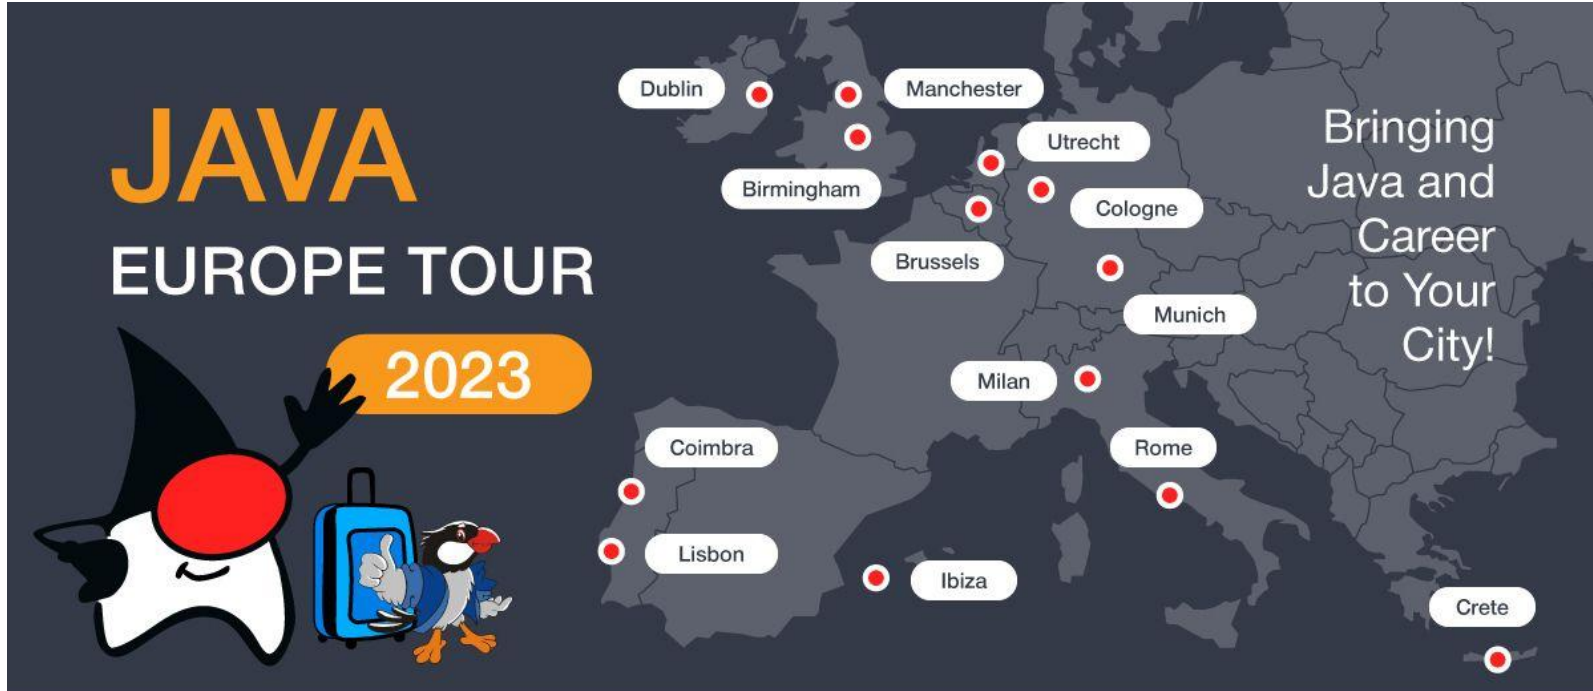 JAVA
EUROPE TOUR
2023
Dublin
Manchester
Utrecht
Birmingham
Cologne
Brussels
Munich
Milan
Coimbra
Rome
Lisbon
Ibiza
Crete
Bringing
Java and
Career
to Your
City!